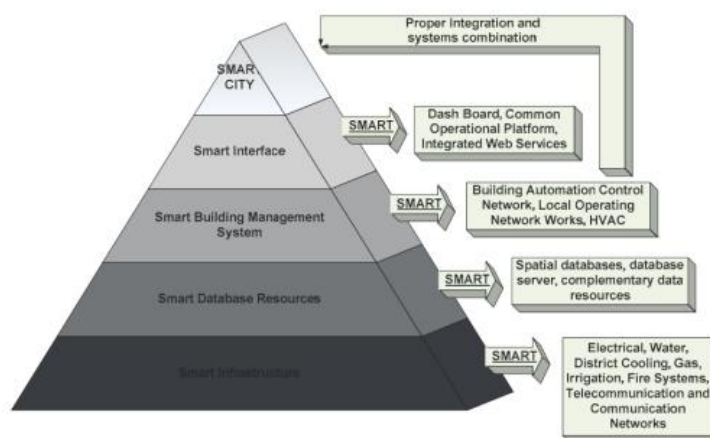 Proper Integration and
systems combination
SMART
CITY
SMART
Dash Board, Common
Operational Platform,
Integrated Web Services
Smart Interface
SMART
Building Automation Control
Network, Local Operating
Network Works, HVAC
Smart Building Management
System
SMART
Spatial databases, database
server, complementary data
resources
Smart Database Resources
SMART
Electrical, Water,
District Cooling, Gas,
Irrigation, Fire Systems,
Telecommunication and
Communication
Networks
Smart Infrastructure